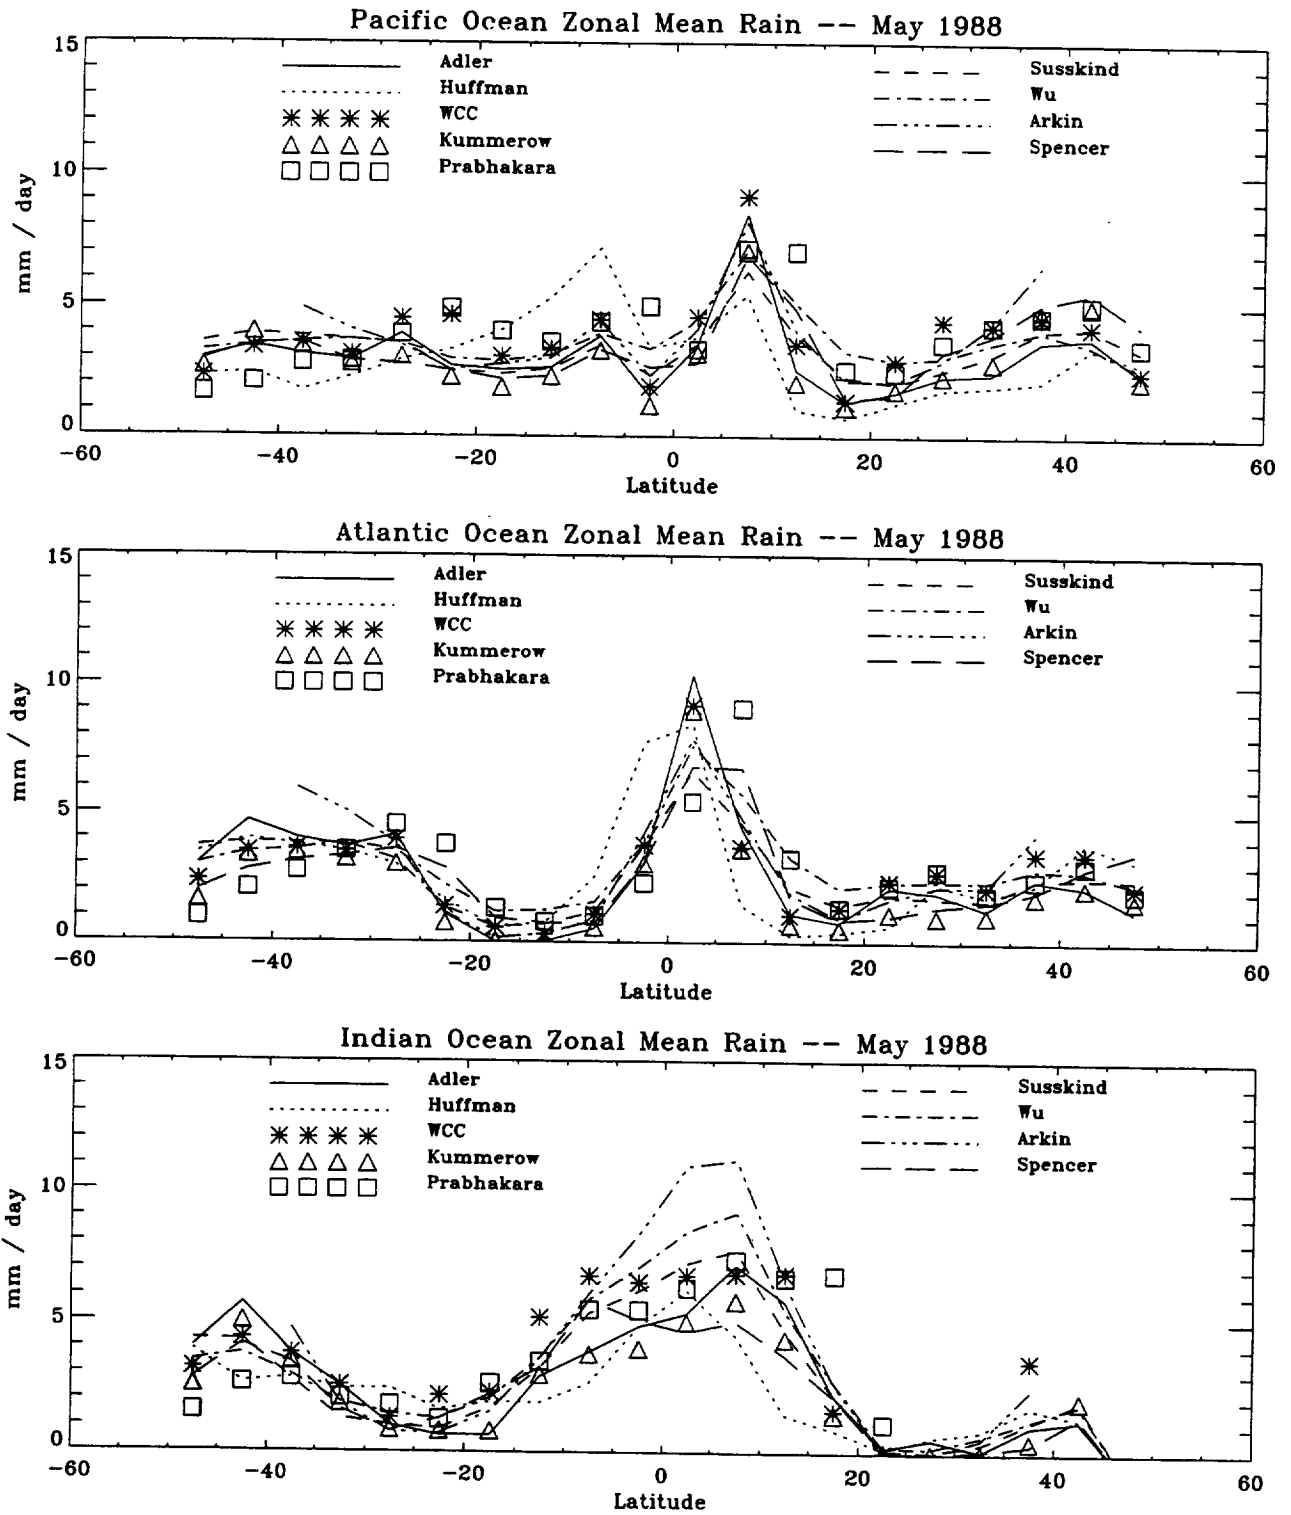 Pacific Ocean Zonal Mean Rain -- May 1988
15
10
5
0
mm / day
Adler
Huffman
WCC
Kummerow
Prabhakara
Susskind
Wu
Arkin
Spencer
-60 -40 -20 0 20 40 60
Latitude
Atlantic Ocean Zonal Mean Rain -- May 1988
15
10
5
0
mm / day
Adler
Huffman
WCC
Kummerow
Prabhakara
Susskind
Wu
Arkin
Spencer
-60 -40 -20 0 20 40 60
Latitude
Indian Ocean Zonal Mean Rain -- May 1988
15
10
5
0
mm / day
Adler
Huffman
WCC
Kummerow
Prabhakara
Susskind
Wu
Arkin
Spencer
-60 -40 -20 0 20 40 60
Latitude